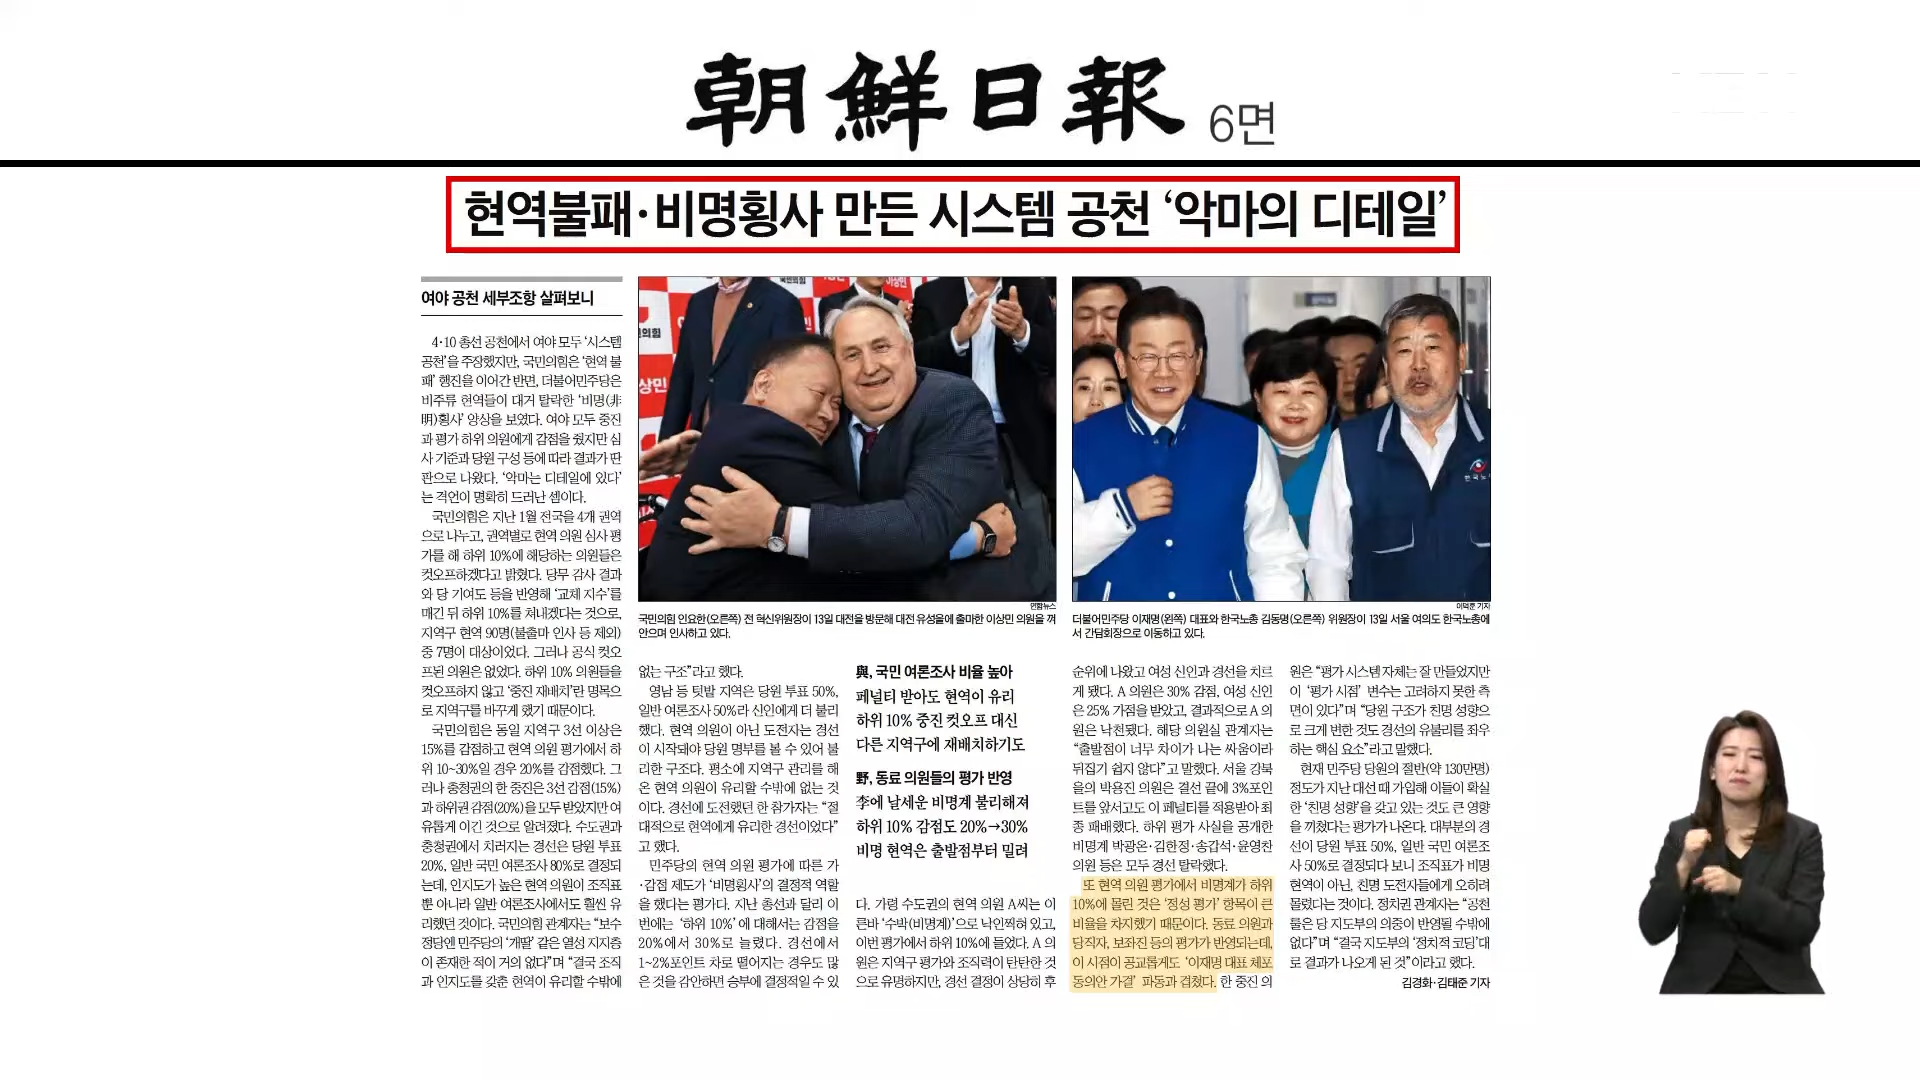 朝鮮日報 6면
현역불패·비명횡사 만든 시스템 공천 ‘악마의 디테일’
여야 공천 세부조항 살펴보니
4·10 총선 공천에서 여야 모두 ‘시스템
공천’을 주장했지만, 국민의힘은 ‘현역 불
패’ 행진을 이어간 반면, 더불어민주당은
비주류 현역들이 대거 탈락한 ‘비명(非
明)횡사’ 양상을 보였다. 여야 모두 중진
과 평가 하위 의원에게 감점을 줬지만 심
사 기준과 당원 구성 등에 따라 결과가 딴
판으로 나왔다. ‘악마는 디테일에 있다’
는 격언이 명확히 드러난 셈이다.
국민의힘은 지난 1월 전국을 4개 권역
으로 나누고, 권역별로 현역 의원 심사 평
가를 해 하위 10%에 해당하는 의원들은
컷오프하겠다고 밝혔다. 당무 감사 결과
와 당 기여도 등을 반영해 ‘교체 지수’를
매긴 뒤 하위 10%를 쳐내겠다는 것으로,
지역구 현역 90명(불출마 인사 등 제외)
중 7명이 대상이었다. 그러나 공식 컷오
프된 의원은 없었다. 하위 10% 의원들을
컷오프하지 않고 ‘중진 재배치’란 명목으
로 지역구를 바꾸게 했기 때문이다.
국민의힘은 동일 지역구 3선 이상은
15%를 감점하고 현역 의원 평가에서 하
위 10~30%일 경우 20%를 감점했다. 그
러나 충청권의 한 중진은 3선 감점(15%)
과 하위권 감점(20%)을 모두 받았지만 여
유롭게 이긴 것으로 알려졌다. 수도권과
충청권에서 치러지는 경선은 당원 투표
20%, 일반 국민 여론조사 80%로 결정되
는데, 인지도가 높은 현역 의원이 조직표
뿐 아니라 일반 여론조사에서도 훨씬 유
리했던 것이다. 국민의힘 관계자는 “보수
정당엔 민주당의 ‘개딸’ 같은 열성 지지층
이 존재한 적이 거의 없다”며 “결국 조직
과 인지도를 갖춘 현역이 유리할 수밖에
연합뉴스
국민의힘 인요한(오른쪽) 전 혁신위원장이 13일 대전을 방문해 대전 유성을에 출마한 이상민 의원을 껴
안으며 인사하고 있다.
이덕훈 기자
더불어민주당 이재명(왼쪽) 대표와 한국노총 김동명(오른쪽) 위원장이 13일 서울 여의도 한국노총에
서 간담회장으로 이동하고 있다.
없는 구조”라고 했다.
영남 등 텃밭 지역은 당원 투표 50%,
일반 여론조사 50%라 신인에게 더 불리
했다. 현역 의원이 아닌 도전자는 경선
이 시작돼야 당원 명부를 볼 수 있어 불
리한 구조다. 평소에 지역구 관리를 해
온 현역 의원이 유리할 수밖에 없는 것
이다. 경선에 도전했던 한 참가자는 “절
대적으로 현역에게 유리한 경선이었다”
고 했다.
민주당의 현역 의원 평가에 따른 가
·감점 제도가 ‘비명횡사’의 결정적 역할
을 했다는 평가다. 지난 총선과 달리 이
번에는 ‘하위 10%’에 대해서는 감점을
20%에서 30%로 늘렸다. 경선에서
1~2%포인트 차로 떨어지는 경우도 많
은 것을 감안하면 승부에 결정적일 수 있
與, 국민 여론조사 비율 높아
페널티 받아도 현역이 유리
하위 10% 중진 컷오프 대신
다른 지역구에 재배치하기도
野, 동료 의원들의 평가 반영
李에 날세운 비명계 불리해져
하위 10% 감점도 20%→30%
비명 현역은 출발점부터 밀려
다. 가령 수도권의 현역 의원 A씨는 이
른바 ‘수박(비명계)’으로 낙인찍혀 있고,
이번 평가에서 하위 10%에 들었다. A 의
원은 지역구 평가와 조직력이 탄탄한 것
으로 유명하지만, 경선 결정이 상당히 후
순위에 나왔고 여성 신인과 경선을 치르
게 됐다. A 의원은 30% 감점, 여성 신인
은 25% 가점을 받았고, 결과적으로 A 의
원은 낙천됐다. 해당 의원실 관계자는
“출발점이 너무 차이가 나는 싸움이라
뒤집기 쉽지 않다”고 말했다. 서울 강북
을의 박용진 의원은 결선 끝에 3%포인
트를 앞서고도 이 페널티를 적용받아 최
종 패배했다. 하위 평가 사실을 공개한
비명계 박광온·김한정·송갑석·윤영찬
의원 등은 모두 경선 탈락했다.
또 현역 의원 평가에서 비명계가 하위
10%에 몰린 것은 ‘정성 평가’ 항목이 큰
비율을 차지했기 때문이다. 동료 의원과
당직자, 보좌진 등의 평가가 반영되는데,
이 시점이 공교롭게도 ‘이재명 대표 체포
동의안 가결’ 파동과 겹쳤다. 한 중진 의
원은 “평가 시스템 자체는 잘 만들었지만
이 ‘평가 시점’ 변수는 고려하지 못한 측
면이 있다”며 “당원 구조가 친명 성향으
로 크게 변한 것도 경선의 유불리를 좌우
하는 핵심 요소”라고 말했다.
현재 민주당 당원의 절반(약 130만명)
정도가 지난 대선 때 가입해 이들이 확실
한 ‘친명 성향’을 갖고 있는 것도 큰 영향
을 끼쳤다는 평가가 나온다. 대부분의 경
선이 당원 투표 50%, 일반 국민 여론조
사 50%로 결정되다 보니 조직표가 비명
현역이 아닌, 친명 도전자들에게 오히려
몰렸다는 것이다. 정치권 관계자는 “공천
룰은 당 지도부의 의중이 반영될 수밖에
없다”며 “결국 지도부의 ‘정치적 코딩’대
로 결과가 나오게 된 것”이라고 했다.
김경화·김태준 기자